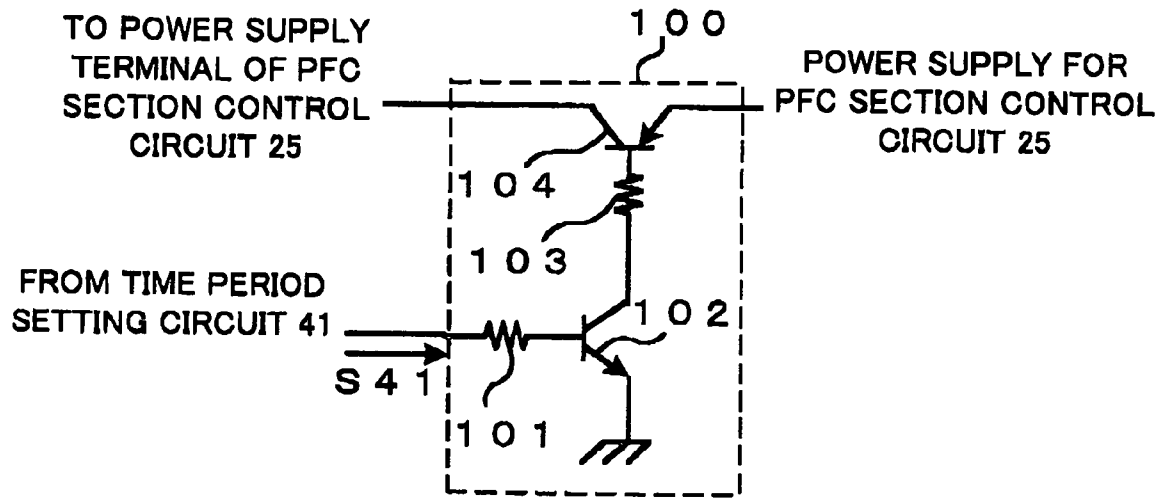 100
TO POWER SUPPLY
TERMINAL OF PFC
SECTION CONTROL
CIRCUIT 25
POWER SUPPLY FOR
PFC SECTION CONTROL
CIRCUIT 25
104
103
FROM TIME PERIOD
SETTING CIRCUIT 41
102
S41
101